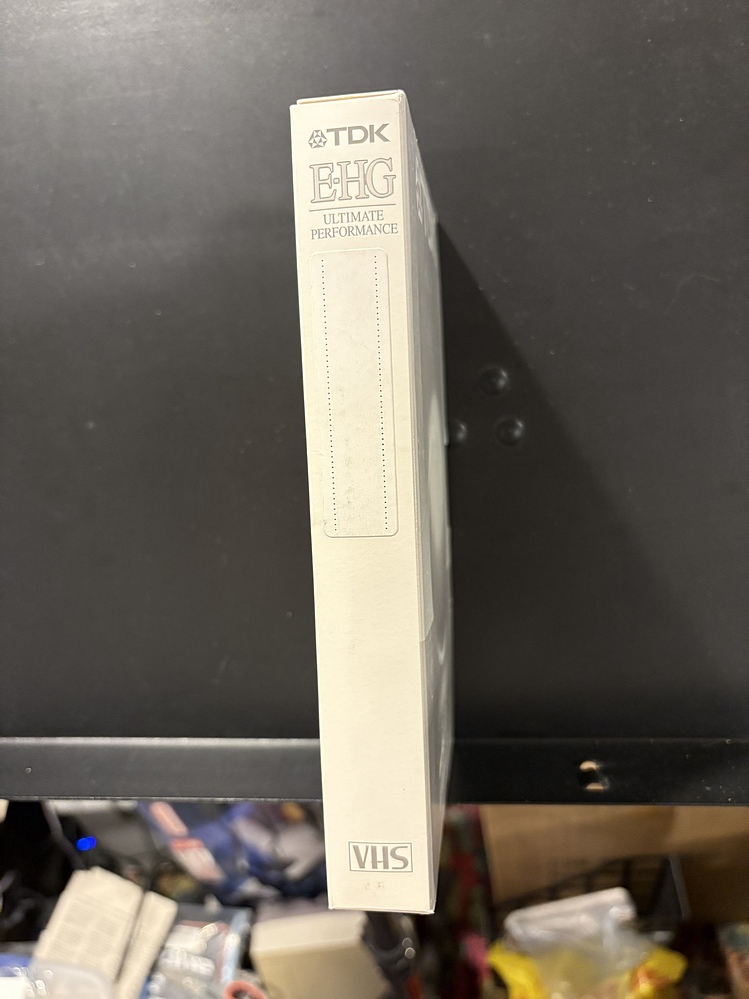 TDK
E-HG
ULTIMATE
PERFORMANCE
VHS